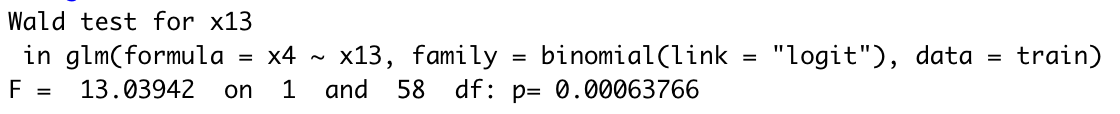 Wald test for x13
in glm(formula = x4 ~ x13, family = binomial(link = "logit"), data = train)
F = 13.03942 on 1 and 58 df: p= 0.00063766